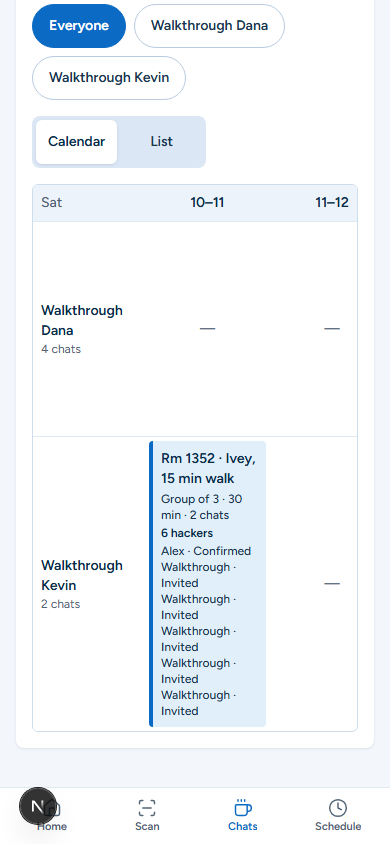 Everyone
Walkthrough Dana
Walkthrough Kevin
Calendar
List
Sat
10–11
11–12
Walkthrough
Dana
4 chats
—
—
Walkthrough
Kevin
2 chats
Rm 1352 · Ivey,
15 min walk
Group of 3 · 30
min · 2 chats
6 hackers
Alex · Confirmed
Walkthrough ·
Invited
Walkthrough ·
Invited
Walkthrough ·
Invited
Walkthrough ·
Invited
Walkthrough ·
Invited
—
N
Home
Scan
Chats
Schedule